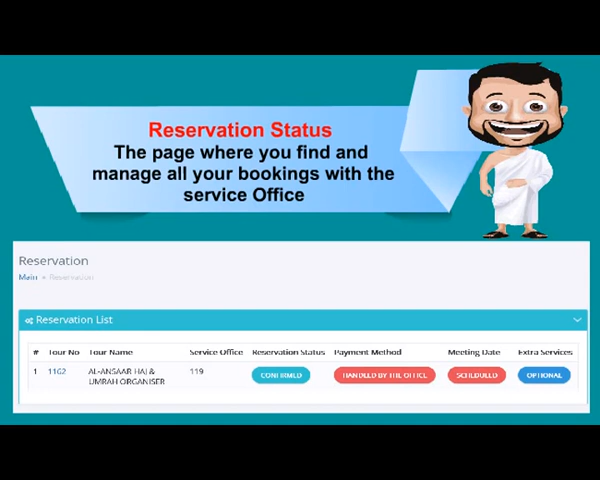 Reservation Status
The page where you find and
manage all your bookings with the
service Office
Reservation
Main » Reservation
Reservation List
# Tour No Tour Name Service Office Reservation Status Payment Method Meeting Date Extra Services
1 1162 AL-ANSAAR HAJ & 119 CONFIRMED HANDLED BY THE OFFICE SCHEDULED OPTIONAL
UMRAH ORGANISER